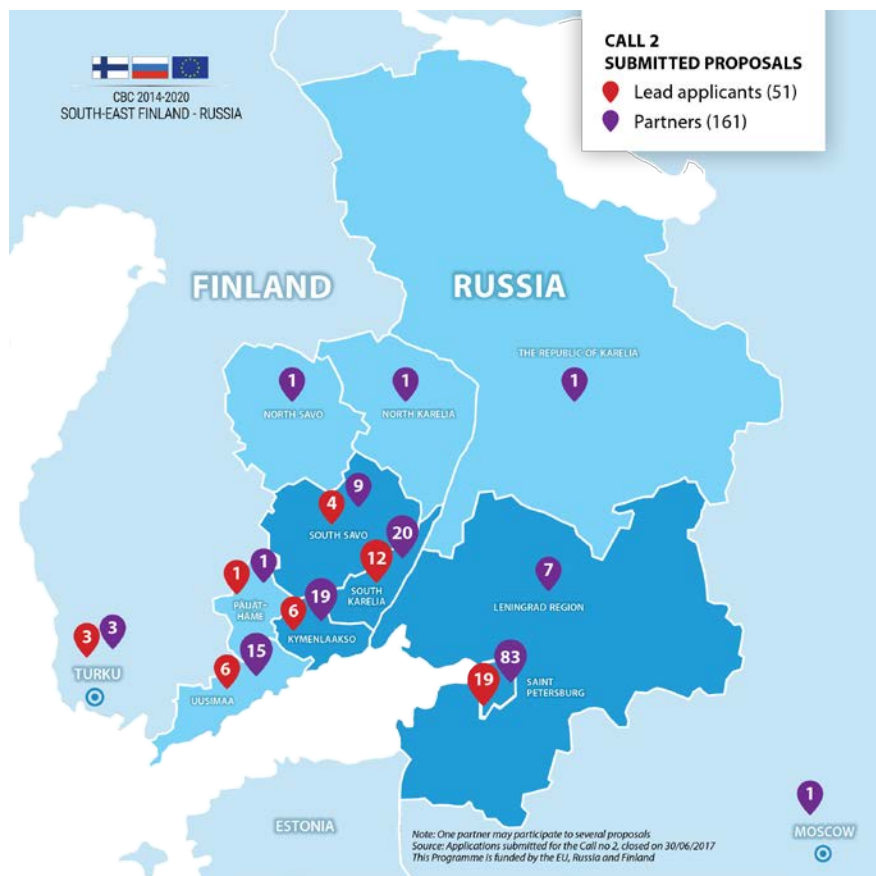 CALL 2
SUBMITTED PROPOSALS
Lead applicants (51)
Partners (161)
CBC 2014-2020
SOUTH-EAST FINLAND - RUSSIA
FINLAND
RUSSIA
THE REPUBLIC OF KARELIA
1
1
1
NORTH SAVO
NORTH KARELIA
9
4
SOUTH SAVO
20
12
SOUTH
KARELIA
7
LENINGRAD REGION
1
1
PÄIJÄT-
HÄME
19
6
KYMENLAAKSO
3
3
TURKU
15
6
UUSIMAA
83
19
SAINT
PETERSBURG
1
MOSCOW
ESTONIA
Note: One partner may participate to several proposals
Source: Applications submitted for the Call no 2, closed on 30/06/2017
This Programme is funded by the EU, Russia and Finland